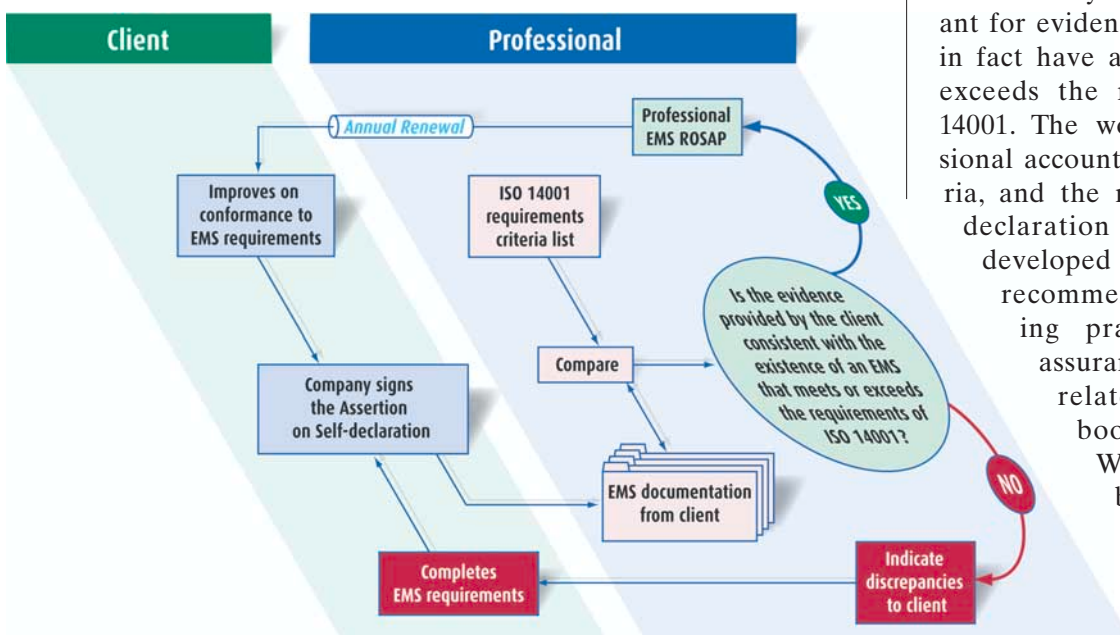 Client
Professional
Annual Renewal
Professional
EMS ROSAP
YES
Improves on
conformance to
EMS requirements
ISO 14001
requirements
criteria list
Is the evidence
provided by the client
consistent with the
existence of an EMS
that meets or exceeds
the requirements of
ISO 14001?
Compare
Company signs
the Assertion
on Self-declaration
EMS documentation
from client
NO
Completes
EMS requirements
Indicate
discrepancies
to client
ant for eviden
in fact have a
exceeds the
14001. The w
sional account
ria, and the
declaration
developed
recomme
ing pra
assura
relat
boo
W